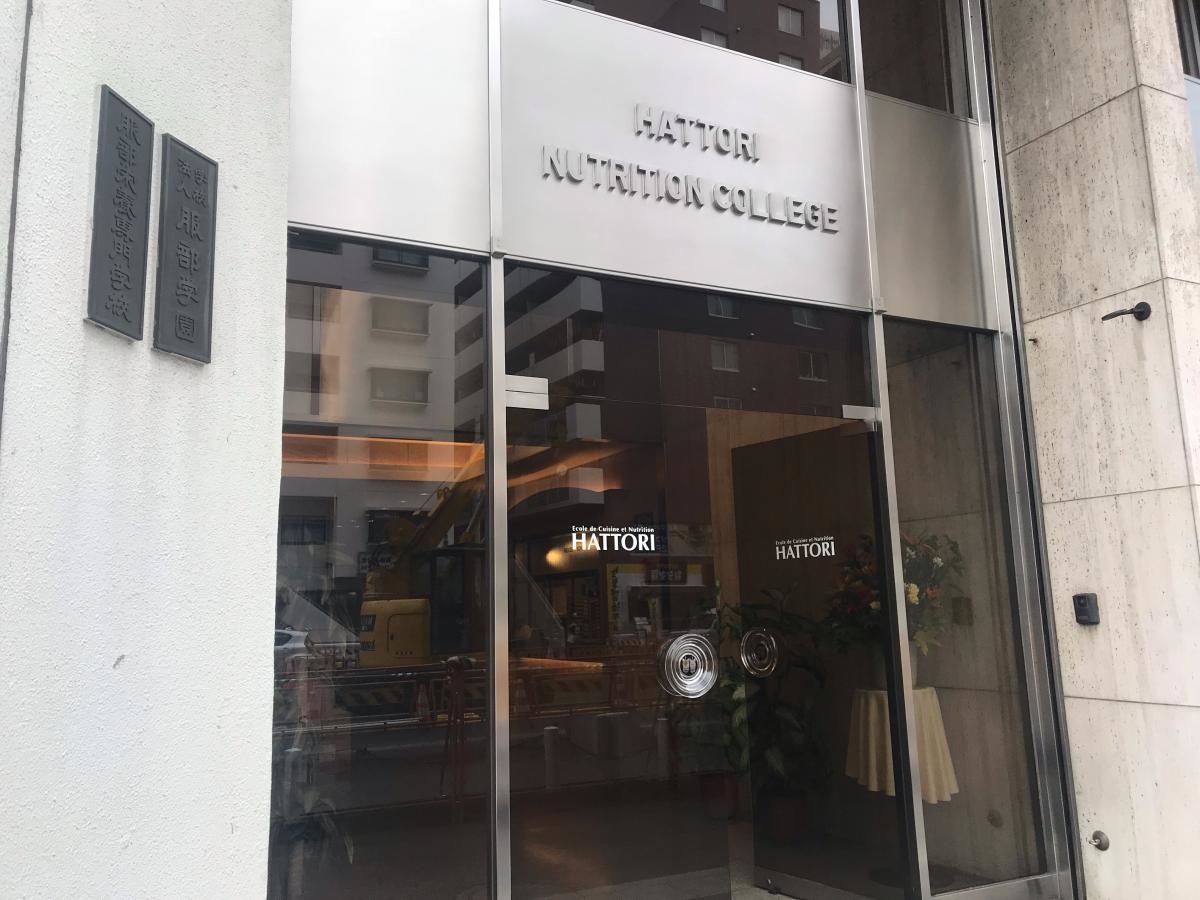 服部栄養専門学校
学校法人 服部学園
HATTORI
NUTRITION COLLEGE
Ecole de Cuisine et Nutrition
HATTORI
Ecole de Cuisine et Nutrition
HATTORI